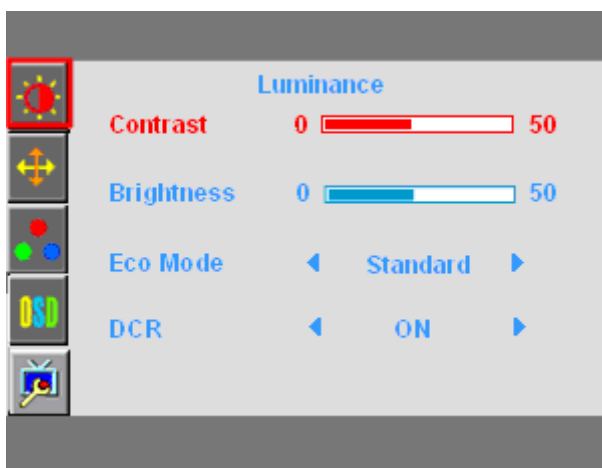 Luminance
Contrast 0 50
Brightness 0 50
Eco Mode Standard
DCR ON
OSD